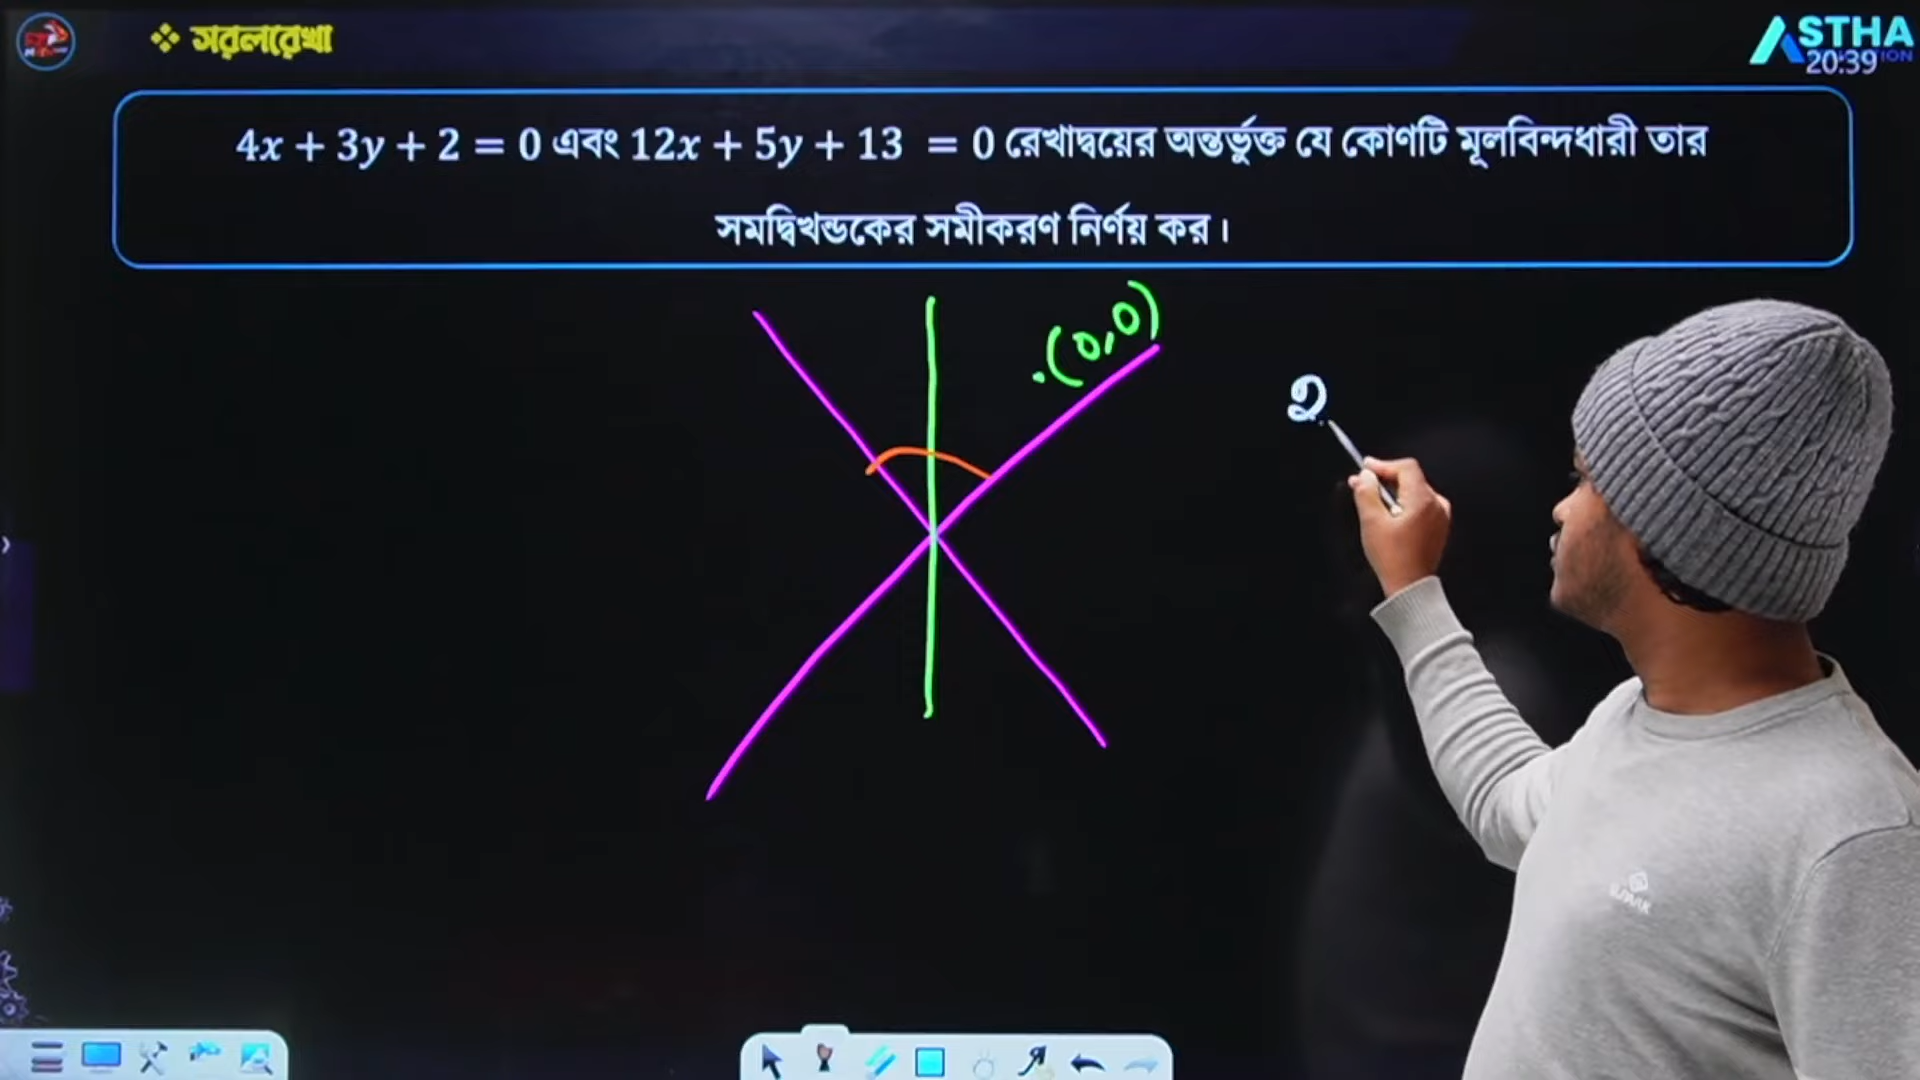 সরলরেখা
ASTHA
20:39
4x + 3y + 2 = 0 এবং 12x + 5y + 13 = 0 রেখাদ্বয়ের অন্তর্ভুক্ত যে কোণটি মূলবিন্দধারী তার
সমদ্বিখন্ডকের সমীকরণ নির্ণয় কর।
.(0,0)